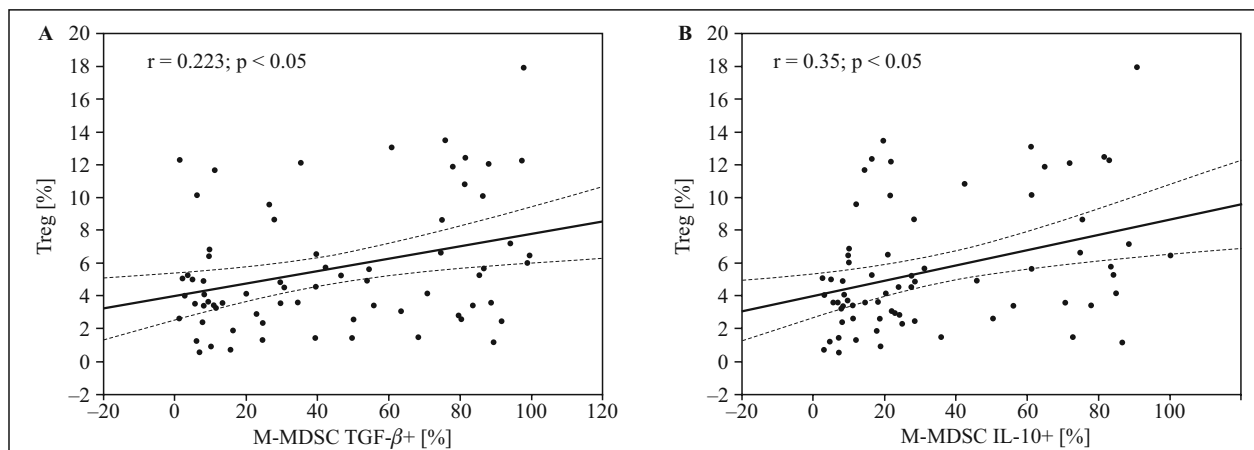 A
r = 0.223; p < 0.05
Treg [%]
20
18
16
14
12
10
8
6
4
2
0
–2
–20 0 20 40 60 80 100 120
M-MDSC TGF-β+ [%]
B
r = 0.35; p < 0.05
Treg [%]
20
18
16
14
12
10
8
6
4
2
0
–2
–20 0 20 40 60 80 100
M-MDSC IL-10+ [%]